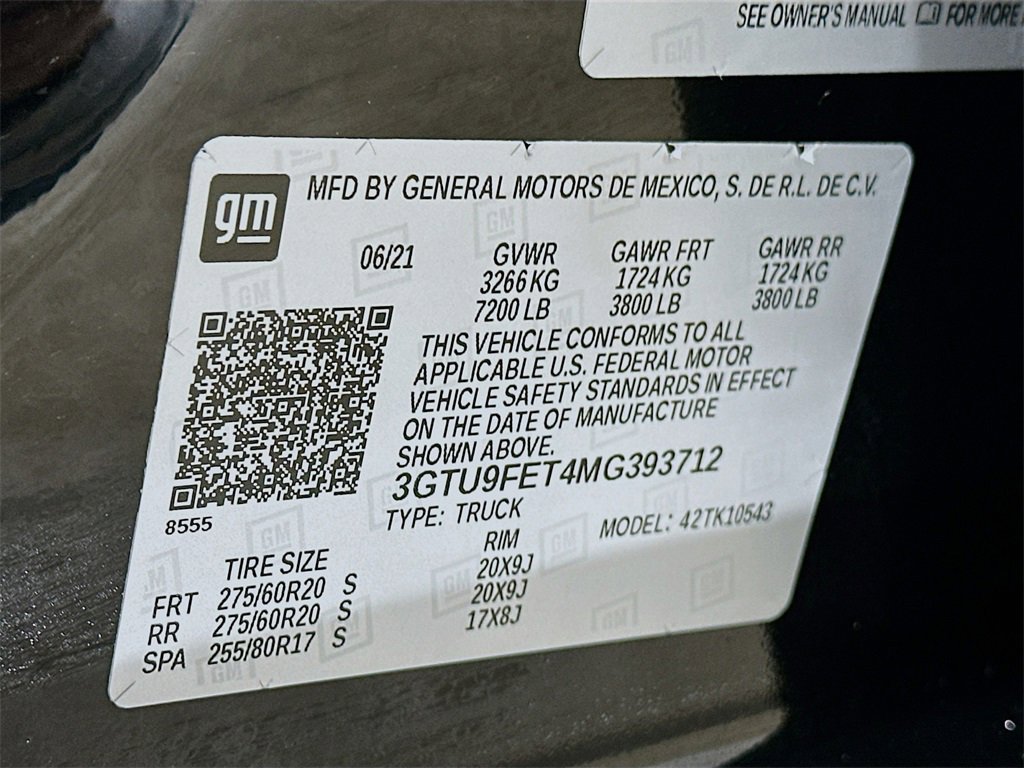 SEE OWNER'S MANUAL FOR MORE
gm
MFD BY GENERAL MOTORS DE MEXICO, S. DE R.L. DE C.V.
06/21 GVWR GAWR FRT GAWR RR
3266 KG 1724 KG 1724 KG
7200 LB 3800 LB 3800 LB
THIS VEHICLE CONFORMS TO ALL
APPLICABLE U.S. FEDERAL MOTOR
VEHICLE SAFETY STANDARDS IN EFFECT
ON THE DATE OF MANUFACTURE
SHOWN ABOVE.
3GTU9FET4MG393712
8555
TYPE: TRUCK MODEL: 42TK10543
TIRE SIZE RIM
FRT 275/60R20 S 20X9J
RR 275/60R20 S 20X9J
SPA 255/80R17 S 17X8J